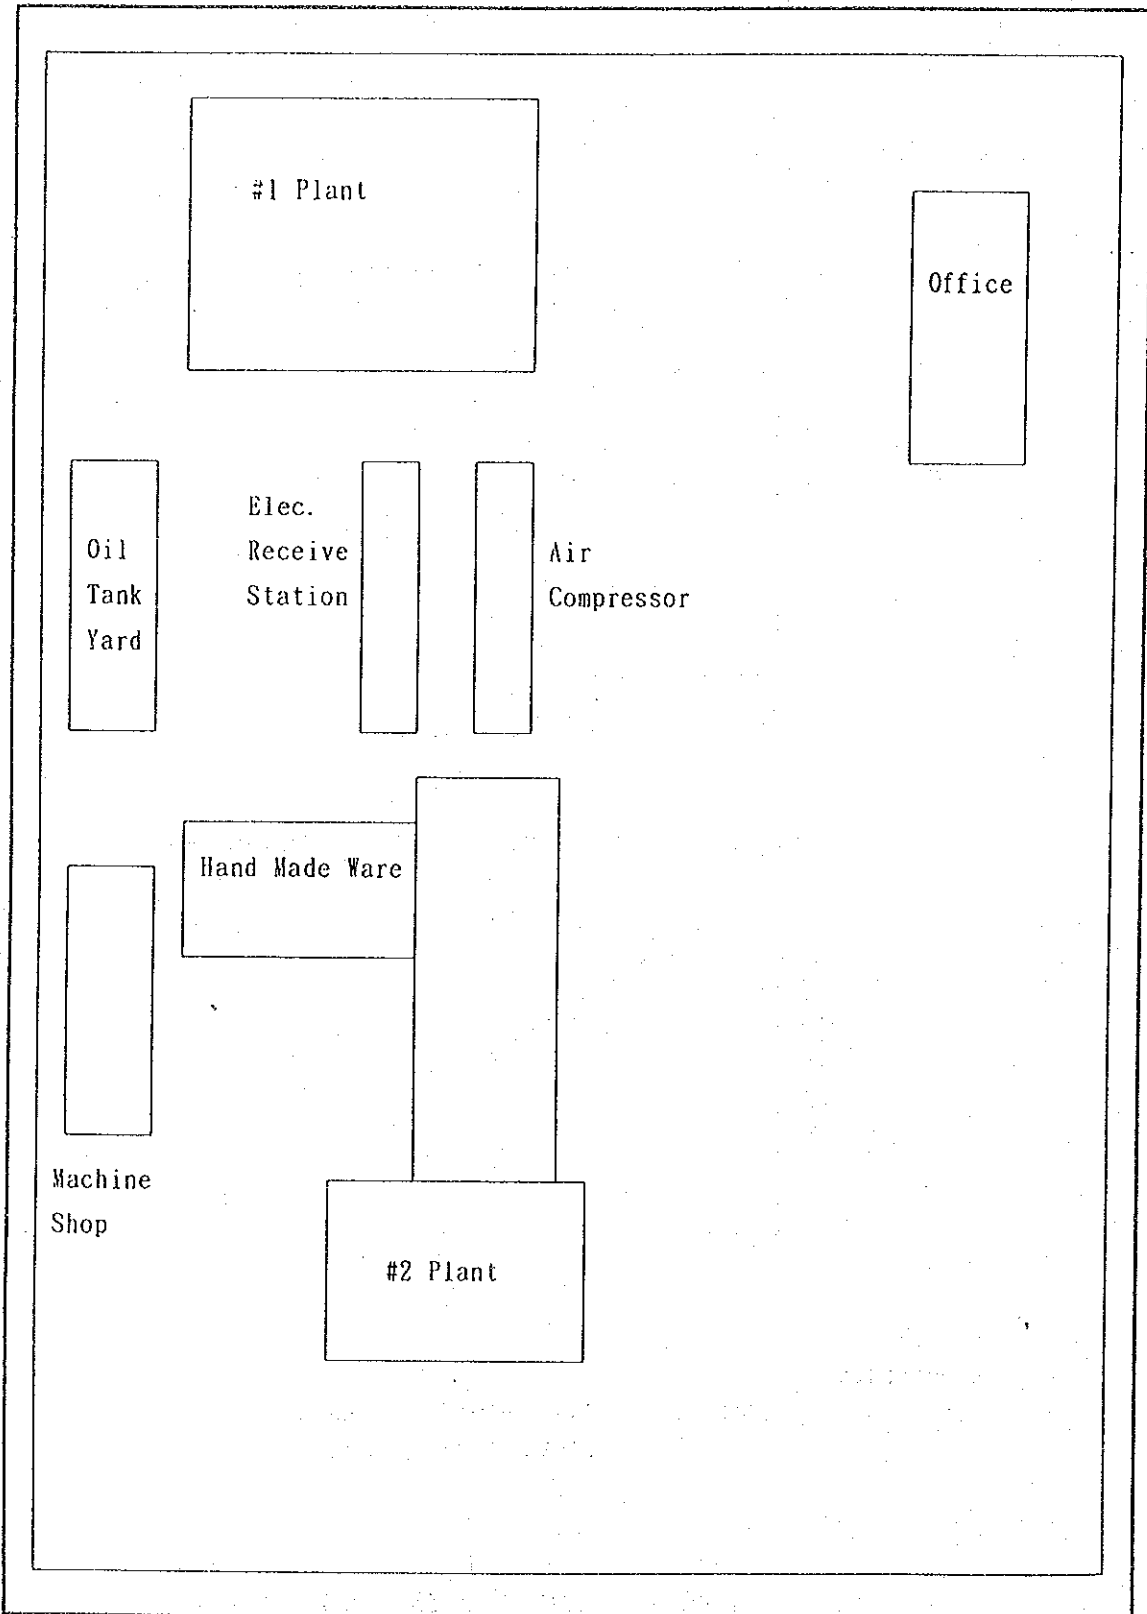 #1 Plant
Office
Elec.
Receive
Station
Oil
Tank
Yard
Air
Compressor
Hand Made Ware
Machine
Shop
#2 Plant